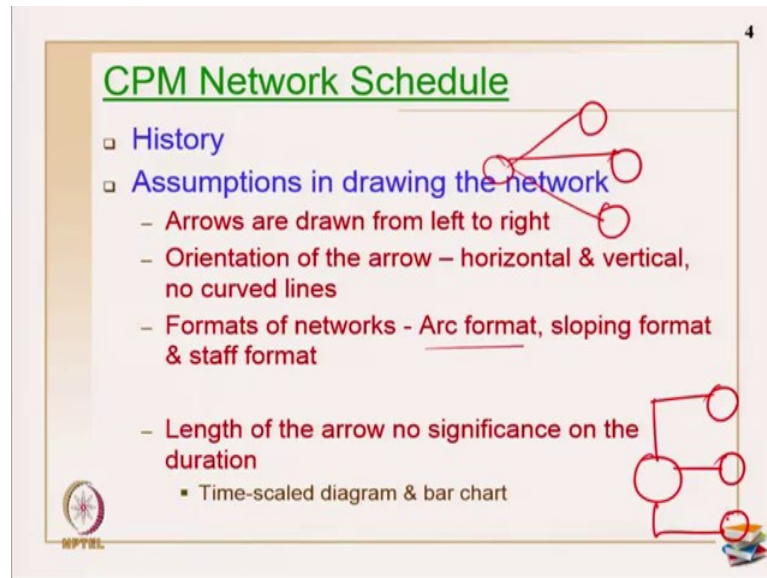 4
CPM Network Schedule
History
Assumptions in drawing the network
– Arrows are drawn from left to right
– Orientation of the arrow – horizontal & vertical,
no curved lines
– Formats of networks - Arc format, sloping format
& staff format
– Length of the arrow no significance on the
duration
▪ Time-scaled diagram & bar chart
NPTEL